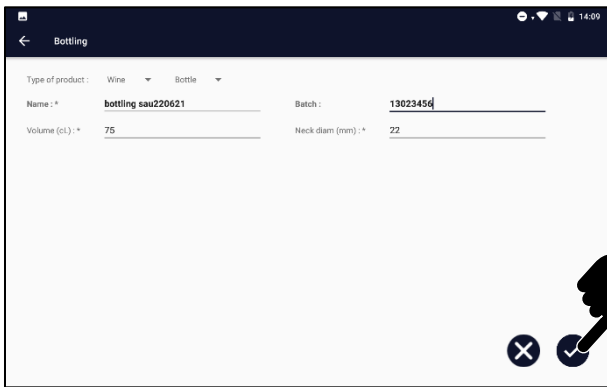 14:09
Bottling
Type of product : Wine Bottle
Name : * bottling sau220621 Batch : 13023456
Volume (cl.) : * 75 Neck diam (mm) : * 22